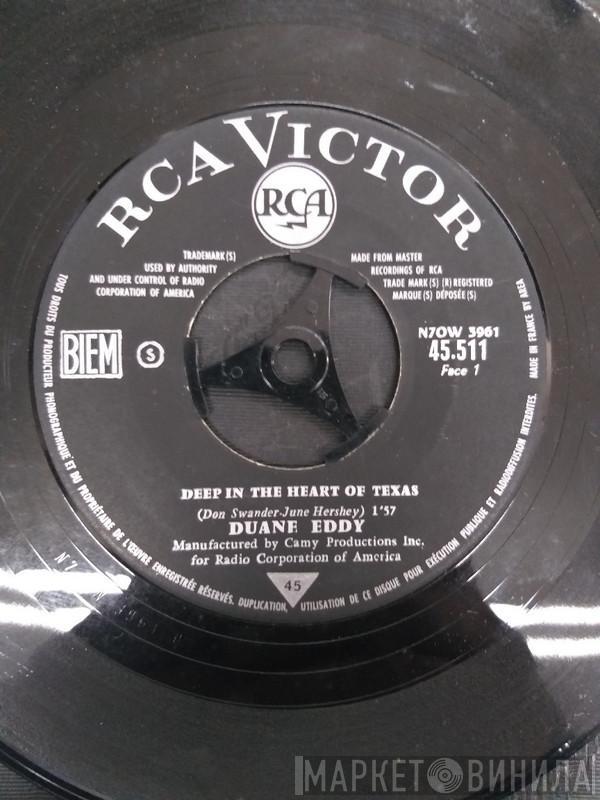 RCA VICTOR
RCA
TRADEMARK(S)
USED BY AUTHORITY
AND UNDER CONTROL OF RADIO
CORPORATION OF AMERICA
MADE FROM MASTER
RECORDINGS OF RCA
TRADE MARK(S) (R) REGISTERED
MARQUE(S) DÉPOSÉE(S)
BIEM
S
N7OW 3961
45.511
Face 1
DEEP IN THE HEART OF TEXAS
(Don Swander-June Hershey) 1'57
DUANE EDDY
Manufactured by Camy Productions Inc.
for Radio Corporation of America
45
TOUS DROITS DU PRODUCTEUR PHONOGRAPHIQUE ET DU PROPRIÉTAIRE DE L'ŒUVRE ENREGISTRÉE RÉSERVÉS. DUPLICATION, UTILISATION DE CE DISQUE POUR EXÉCUTION PUBLIQUE ET RADIODIFFUSION INTERDITES. MADE IN FRANCE BY AREA
МАРКЕТ ВИНИЛА